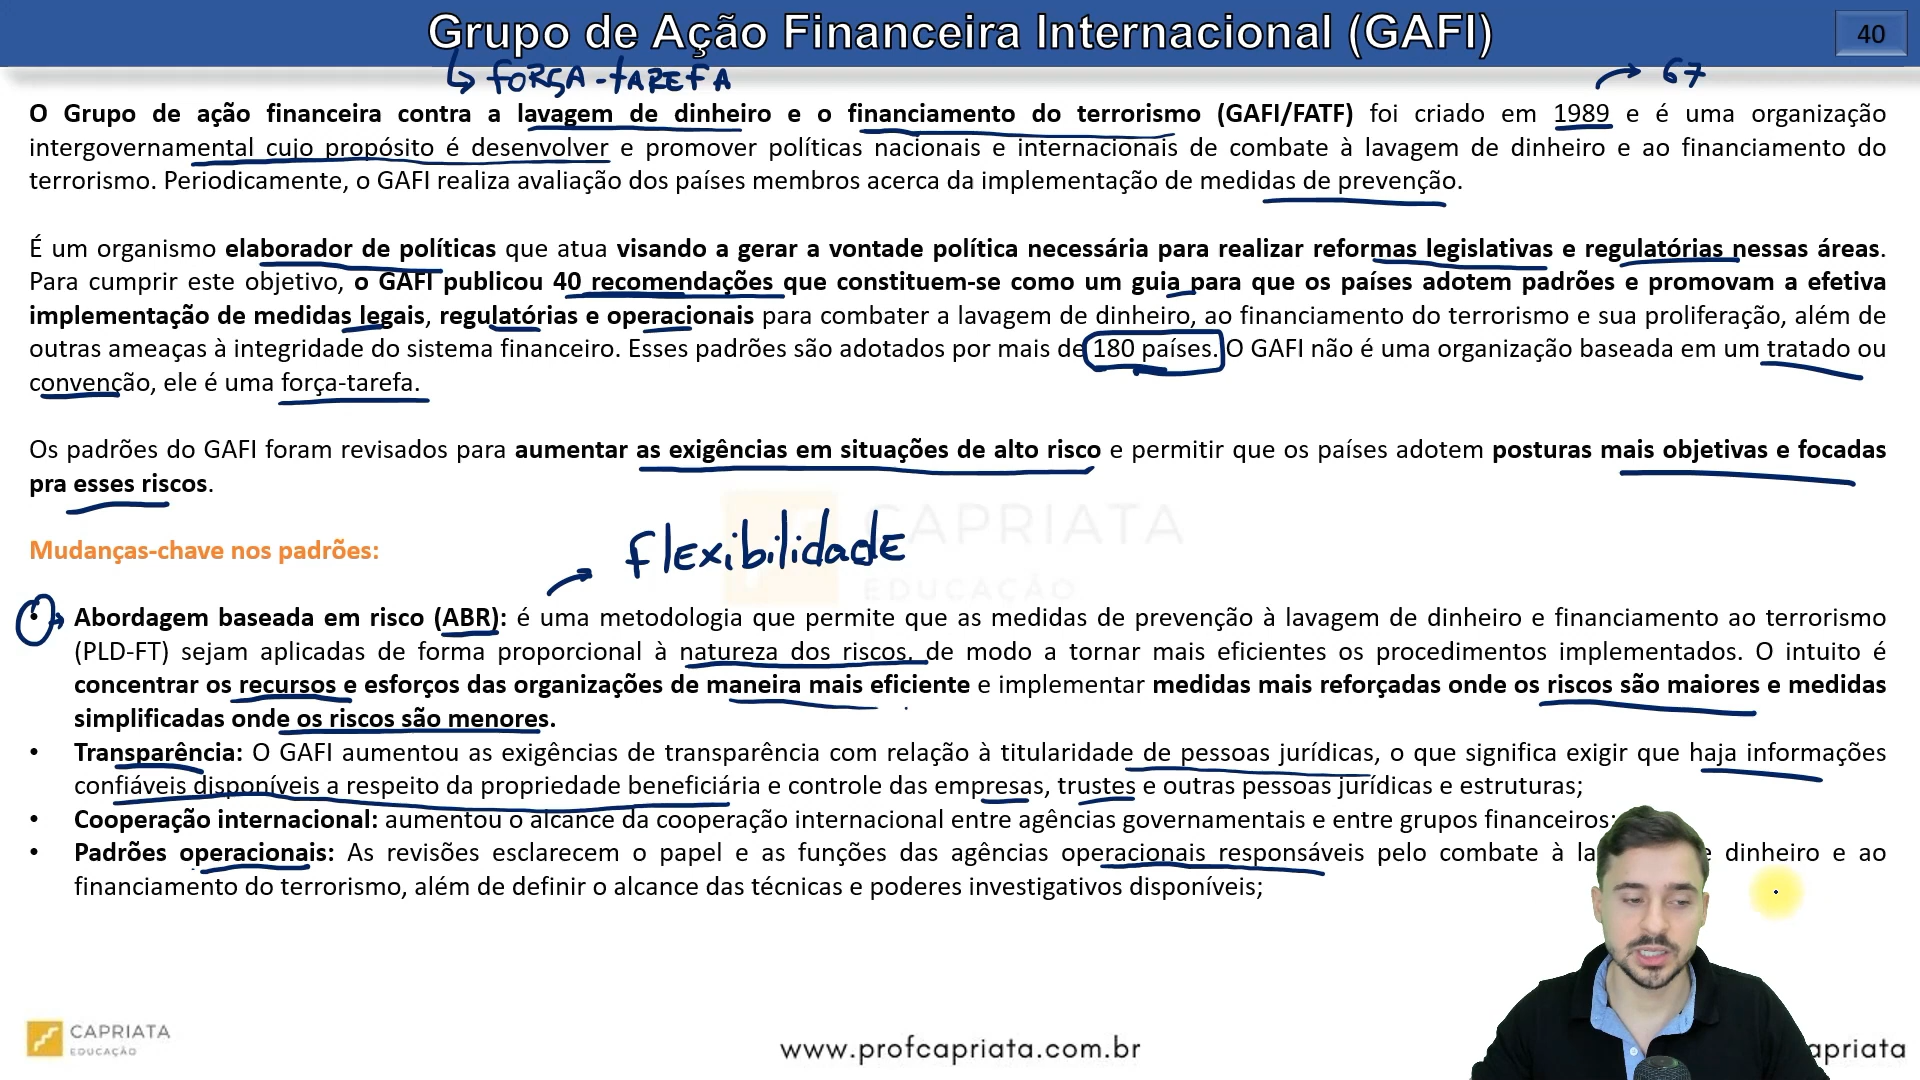 Grupo de Ação Financeira Internacional (GAFI)
40
↳ FORÇA-TAREFA
→ 67
O Grupo de ação financeira contra a lavagem de dinheiro e o financiamento do terrorismo (GAFI/FATF) foi criado em 1989 e é uma organização
intergovernamental cujo propósito é desenvolver e promover políticas nacionais e internacionais de combate à lavagem de dinheiro e ao financiamento do
terrorismo. Periodicamente, o GAFI realiza avaliação dos países membros acerca da implementação de medidas de prevenção.
É um organismo elaborador de políticas que atua visando a gerar a vontade política necessária para realizar reformas legislativas e regulatórias nessas áreas.
Para cumprir este objetivo, o GAFI publicou 40 recomendações que constituem-se como um guia para que os países adotem padrões e promovam a efetiva
implementação de medidas legais, regulatórias e operacionais para combater a lavagem de dinheiro, ao financiamento do terrorismo e sua proliferação, além de
outras ameaças à integridade do sistema financeiro. Esses padrões são adotados por mais de 180 países. O GAFI não é uma organização baseada em um tratado ou
convenção, ele é uma força-tarefa.
Os padrões do GAFI foram revisados para aumentar as exigências em situações de alto risco e permitir que os países adotem posturas mais objetivas e focadas
pra esses riscos.
CAPRIATA
EDUCAÇÃO
Mudanças-chave nos padrões:
→ flexibilidade
• Abordagem baseada em risco (ABR): é uma metodologia que permite que as medidas de prevenção à lavagem de dinheiro e financiamento ao terrorismo
(PLD-FT) sejam aplicadas de forma proporcional à natureza dos riscos, de modo a tornar mais eficientes os procedimentos implementados. O intuito é
concentrar os recursos e esforços das organizações de maneira mais eficiente e implementar medidas mais reforçadas onde os riscos são maiores e medidas
simplificadas onde os riscos são menores.
• Transparência: O GAFI aumentou as exigências de transparência com relação à titularidade de pessoas jurídicas, o que significa exigir que haja informações
confiáveis disponíveis a respeito da propriedade beneficiária e controle das empresas, trustes e outras pessoas jurídicas e estruturas;
• Cooperação internacional: aumentou o alcance da cooperação internacional entre agências governamentais e entre grupos financeiros;
• Padrões operacionais: As revisões esclarecem o papel e as funções das agências operacionais responsáveis pelo combate à dinheiro e ao
financiamento do terrorismo, além de definir o alcance das técnicas e poderes investigativos disponíveis;
CAPRIATA
EDUCAÇÃO
www.profcapriata.com.br
apriata